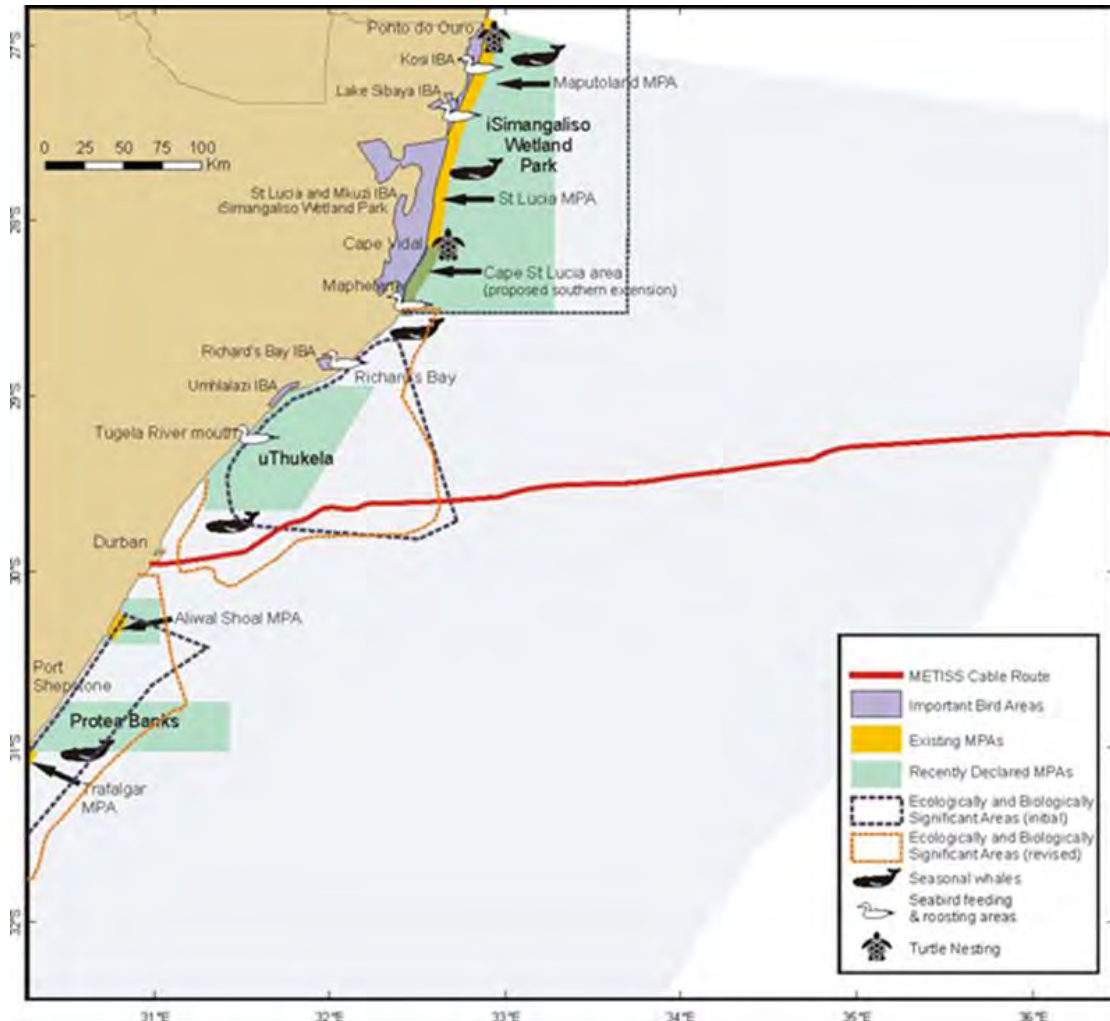 27°S
28°S
29°S
30°S
31°S
32°S
Ponto do Ouro
Kosi IBA
Maputoland MPA
Lake Sibaya IBA
iSimangaliso
Wetland
Park
0 25 50 75 100
Km
St Lucia and Mkuzi IBA
iSimangaliso Wetland Park
St Lucia MPA
Cape Vidal
Cape St Lucia area
(proposed southern extension)
Richard's Bay IBA
Richard's Bay
Umhlalazi IBA
Tugela River mouth
uThukela
Durban
Aliwal Shoal MPA
Port
Shepstone
Protea Banks
Trafalgar
MPA
METISS Cable Route
Important Bird Areas
Existing MPAs
Recently Declared MPAs
Ecologically and Biologically
Significant Areas (initial)
Ecologically and Biologically
Significant Areas (revised)
Seasonal whales
Seabird feeding
& roosting areas
Turtle Nesting
31°E
32°E
33°E
34°E
35°E
36°E